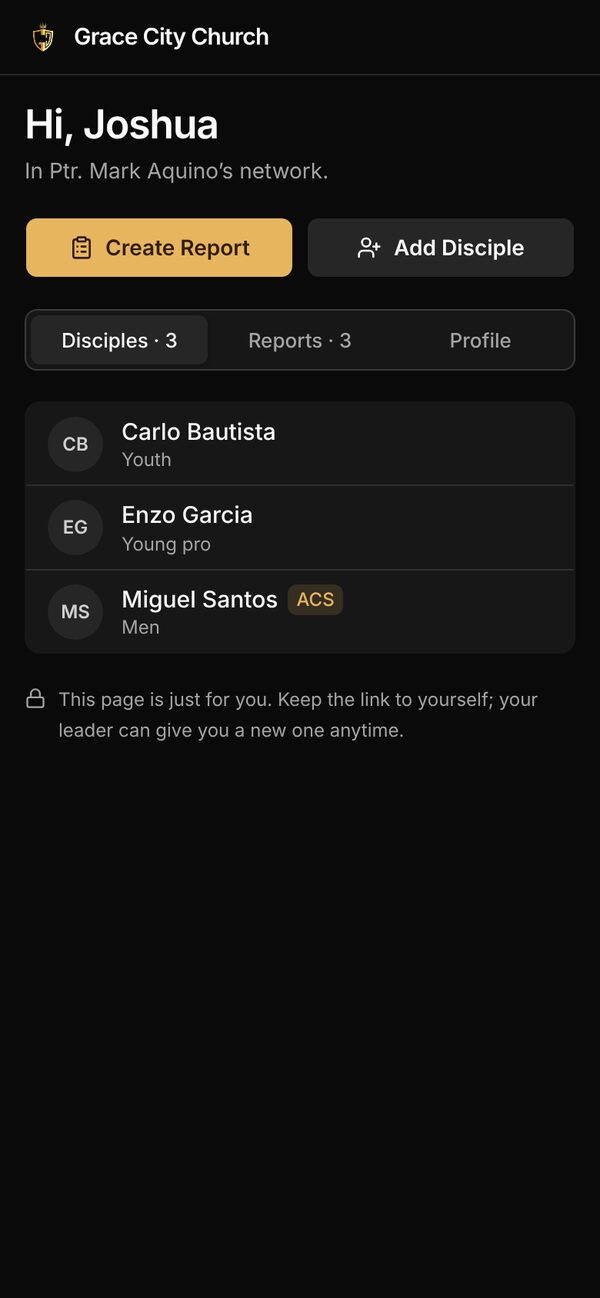 Grace City Church
Hi, Joshua
In Ptr. Mark Aquino’s network.
Create Report
Add Disciple
Disciples · 3
Reports · 3
Profile
CB
Carlo Bautista
Youth
EG
Enzo Garcia
Young pro
MS
Miguel Santos
ACS
Men
This page is just for you. Keep the link to yourself; your
leader can give you a new one anytime.